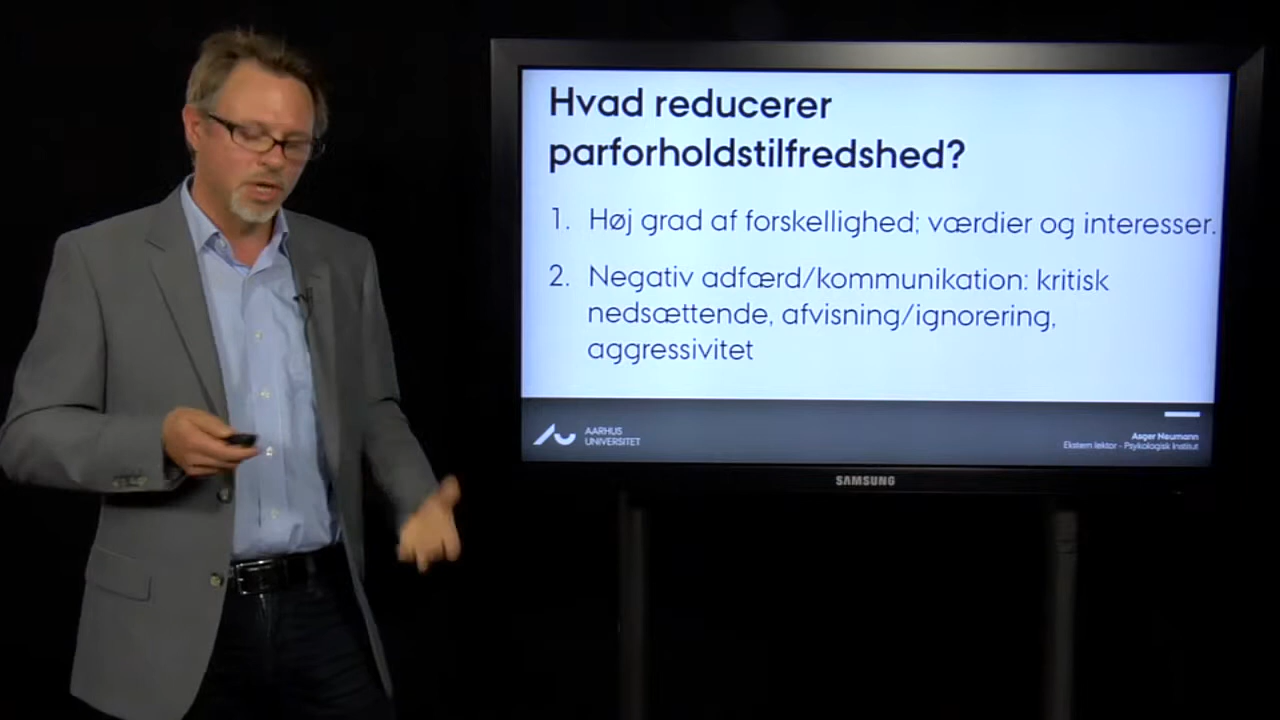 Hvad reducerer
parforholdstilfredshed?
1. Høj grad af forskellighed; værdier og interesser.
2. Negativ adfærd/kommunikation: kritisk
nedsættende, afvisning/ignorering,
aggressivitet
AARHUS
UNIVERSITET
Asger Neumann
Ekstern lektor - Psykologisk Institut
SAMSUNG